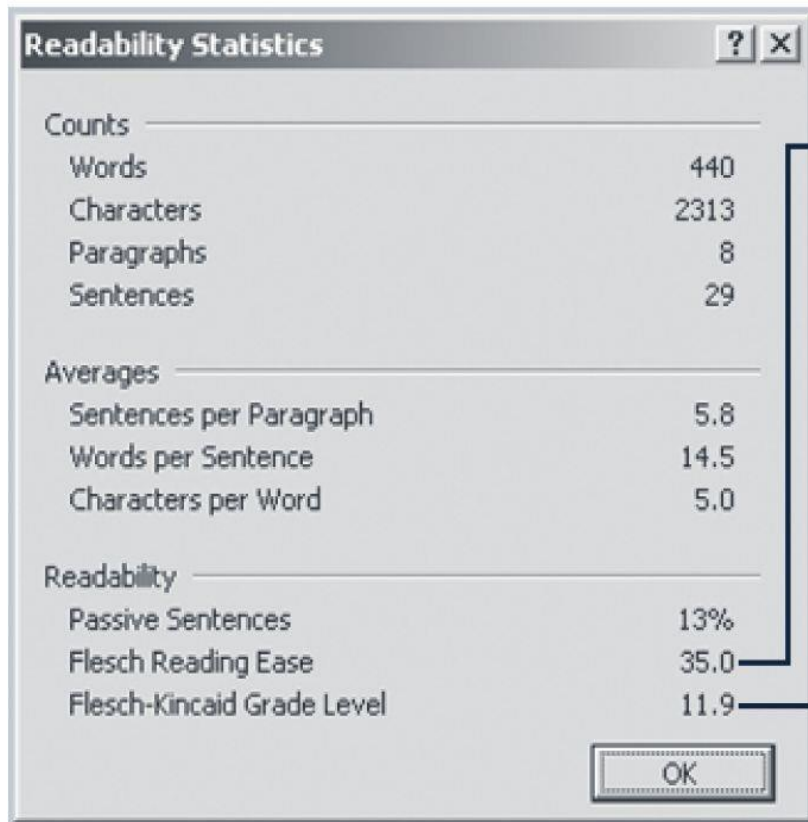 Readability Statistics ? X
Counts
Words 440
Characters 2313
Paragraphs 8
Sentences 29
Averages
Sentences per Paragraph 5.8
Words per Sentence 14.5
Characters per Word 5.0
Readability
Passive Sentences 13%
Flesch Reading Ease 35.0
Flesch-Kincaid Grade Level 11.9
OK